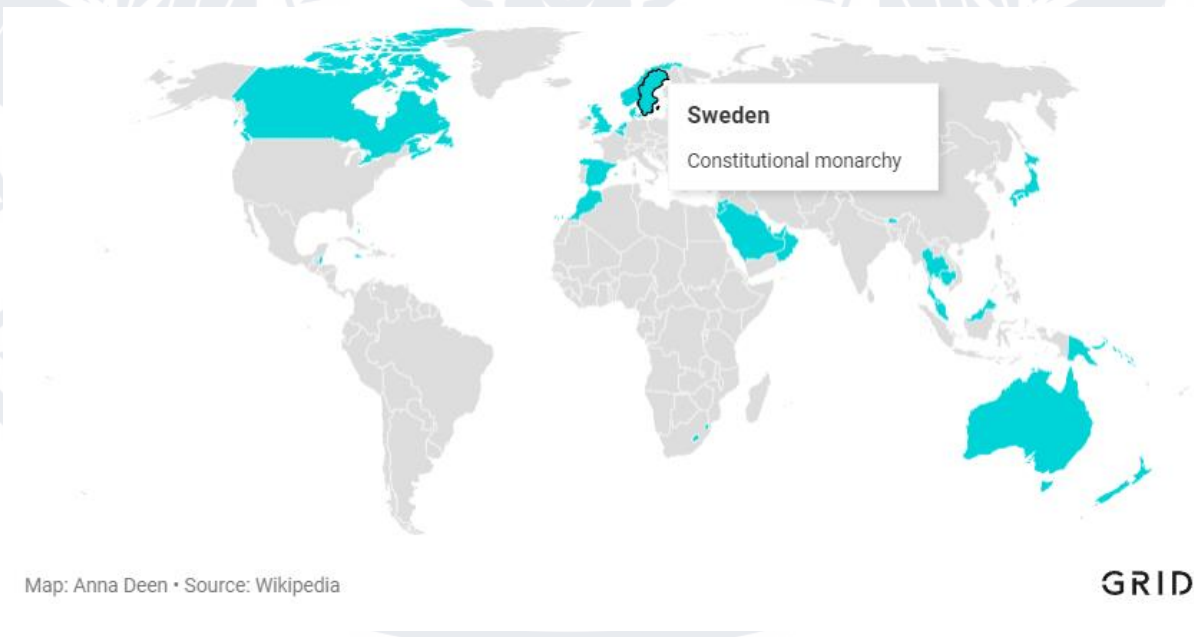 Sweden
Constitutional monarchy
Map: Anna Deen • Source: Wikipedia
GRID